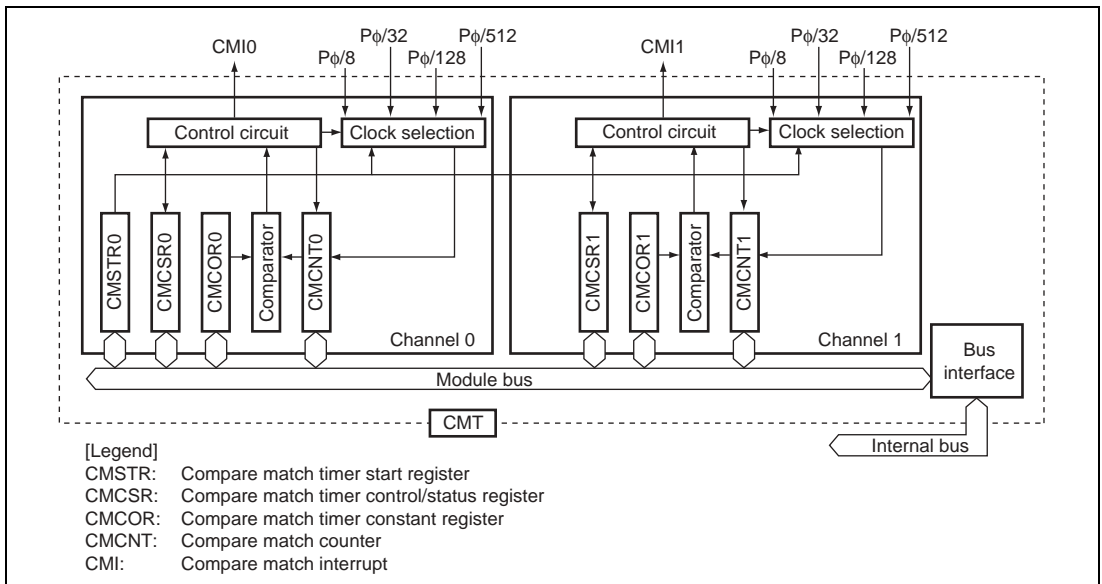 CMI0
Pφ/8
Pφ/32
Pφ/128
Pφ/512
CMI1
Pφ/8
Pφ/32
Pφ/128
Pφ/512
Control circuit
Clock selection
Control circuit
Clock selection
CMSTR0
CMCSR0
CMCOR0
Comparator
CMCNT0
CMCSR1
CMCOR1
Comparator
CMCNT1
Channel 0
Channel 1
Module bus
Bus
interface
CMT
Internal bus
[Legend]
CMSTR: Compare match timer start register
CMCSR: Compare match timer control/status register
CMCOR: Compare match timer constant register
CMCNT: Compare match counter
CMI: Compare match interrupt